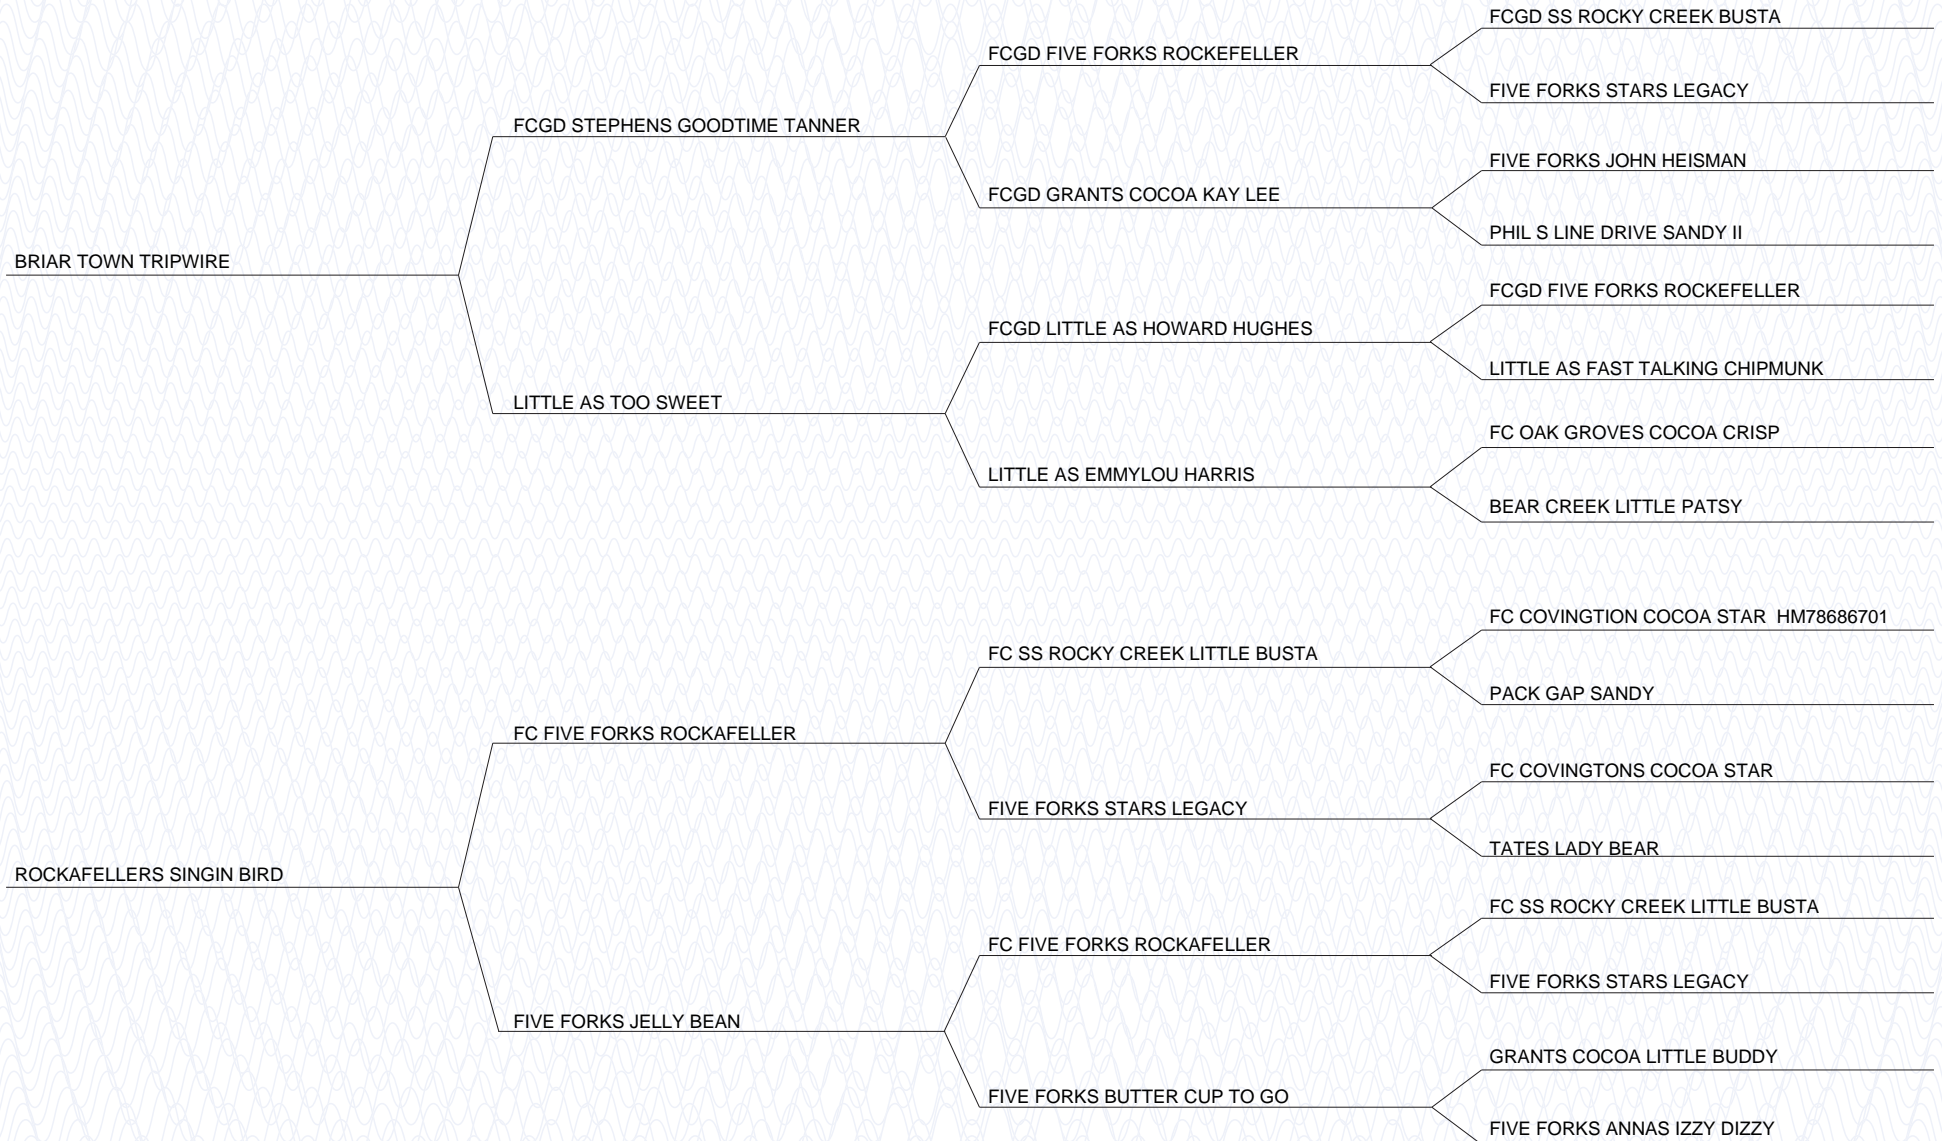 FCGD SS ROCKY CREEK BUSTA
FCGD FIVE FORKS ROCKEFELLER
FIVE FORKS STARS LEGACY
FCGD STEPHENS GOODTIME TANNER
FIVE FORKS JOHN HEISMAN
FCGD GRANTS COCOA KAY LEE
PHIL S LINE DRIVE SANDY II
BRIAR TOWN TRIPWIRE
FCGD FIVE FORKS ROCKEFELLER
FCGD LITTLE AS HOWARD HUGHES
LITTLE AS FAST TALKING CHIPMUNK
LITTLE AS TOO SWEET
FC OAK GROVES COCOA CRISP
LITTLE AS EMMYLOU HARRIS
BEAR CREEK LITTLE PATSY
FC COVINGTION COCOA STAR  HM78686701
FC SS ROCKY CREEK LITTLE BUSTA
PACK GAP SANDY
FC FIVE FORKS ROCKAFELLER
FC COVINGTONS COCOA STAR
FIVE FORKS STARS LEGACY
TATES LADY BEAR
ROCKAFELLERS SINGIN BIRD
FC SS ROCKY CREEK LITTLE BUSTA
FC FIVE FORKS ROCKAFELLER
FIVE FORKS STARS LEGACY
FIVE FORKS JELLY BEAN
GRANTS COCOA LITTLE BUDDY
FIVE FORKS BUTTER CUP TO GO
FIVE FORKS ANNAS IZZY DIZZY